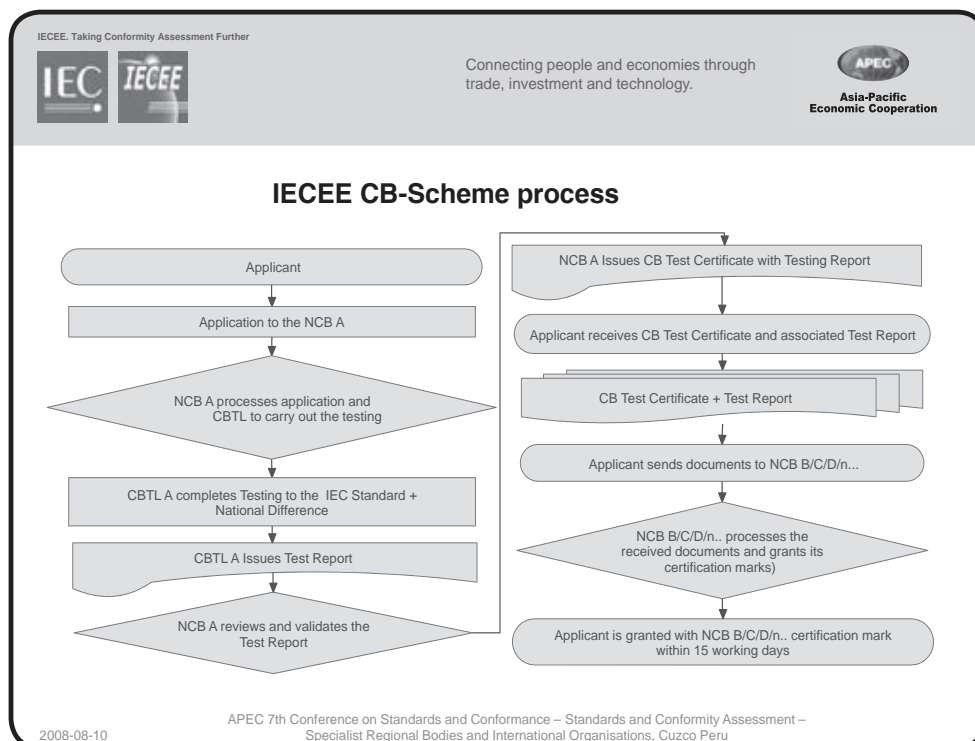 IECEE. Taking Conformity Assessment Further
IEC
IECEE
Connecting people and economies through
trade, investment and technology.
APEC
Asia-Pacific
Economic Cooperation
IECEE CB-Scheme process
Applicant
Application to the NCB A
NCB A processes application and
CBTL to carry out the testing
CBTL A completes Testing to the IEC Standard +
National Difference
CBTL A Issues Test Report
NCB A reviews and validates the
Test Report
NCB A Issues CB Test Certificate with Testing Report
Applicant receives CB Test Certificate and associated Test Report
CB Test Certificate + Test Report
Applicant sends documents to NCB B/C/D/n...
NCB B/C/D/n.. processes the
received documents and grants its
certification marks)
Applicant is granted with NCB B/C/D/n.. certification mark
within 15 working days
2008-08-10
APEC 7th Conference on Standards and Conformance – Standards and Conformity Assessment –
Specialist Regional Bodies and International Organisations, Cuzco Peru